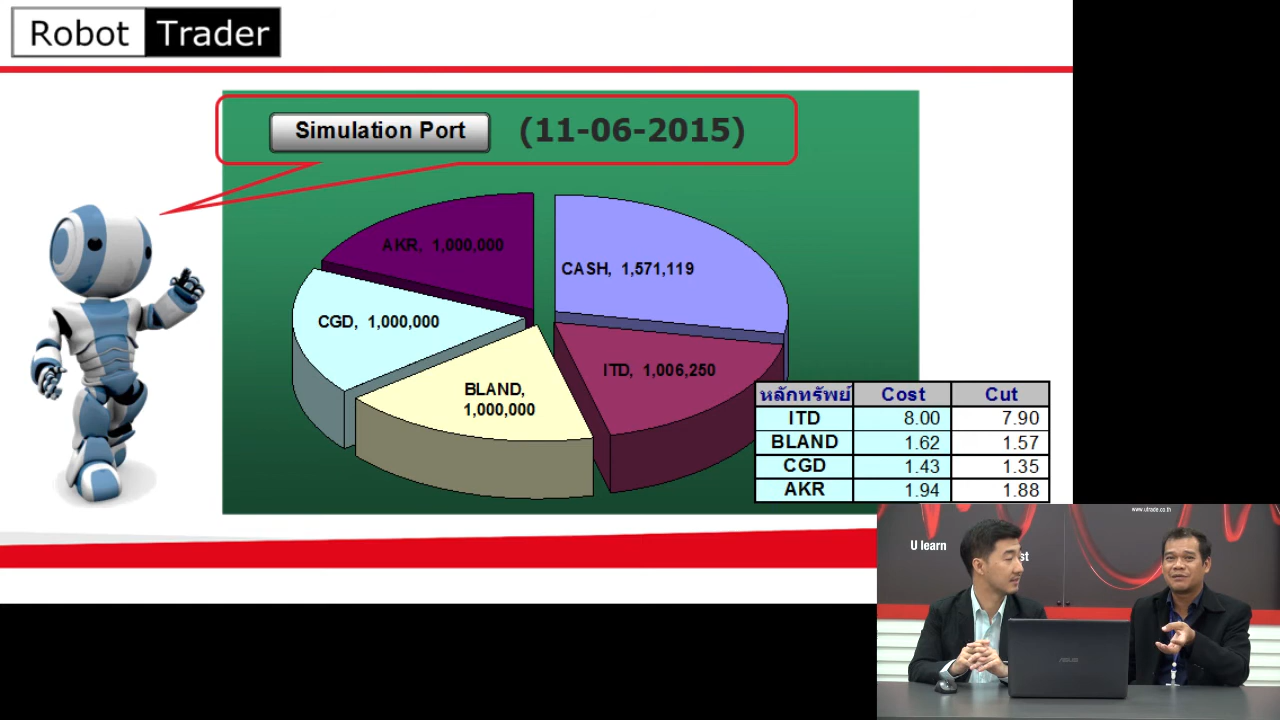 Robot Trader
Simulation Port (11-06-2015)
AKR, 1,000,000
CASH, 1,571,119
CGD, 1,000,000
ITD, 1,006,250
BLAND,
1,000,000
หลักทรัพย์ Cost Cut
ITD 8.00 7.90
BLAND 1.62 1.57
CGD 1.43 1.35
AKR 1.94 1.88
www.utrade.co.th
U learn
ASUS